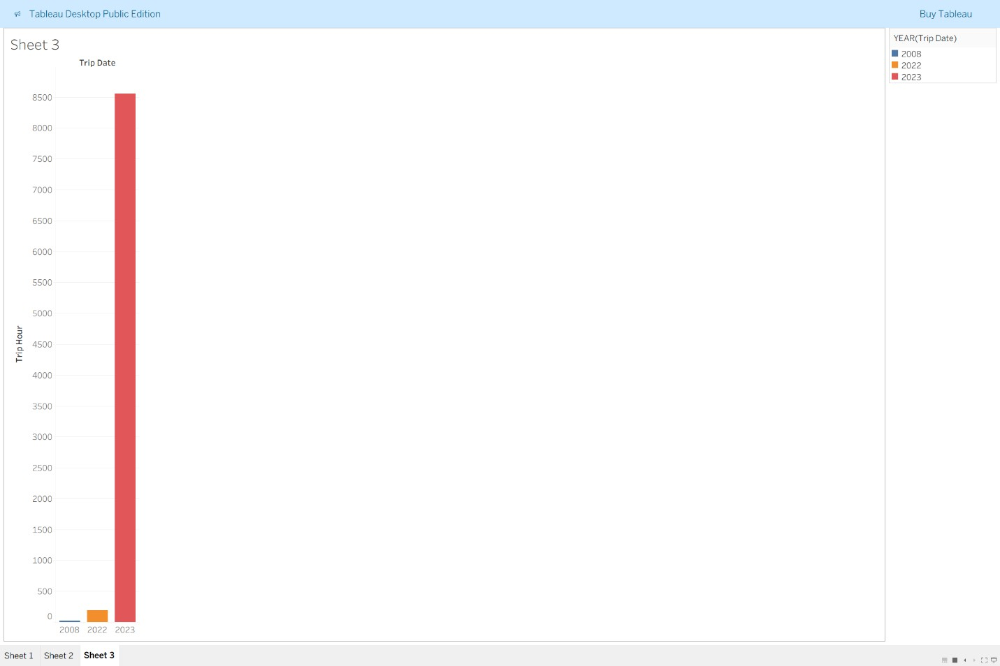 Tableau Desktop Public Edition
Buy Tableau
Sheet 3
Trip Date
YEAR(Trip Date)
2008
2022
2023
8500
8000
7500
7000
6500
6000
5500
5000
4500
4000
3500
3000
2500
2000
1500
1000
500
0
Trip Hour
2008 2022 2023
Sheet 1 Sheet 2 Sheet 3